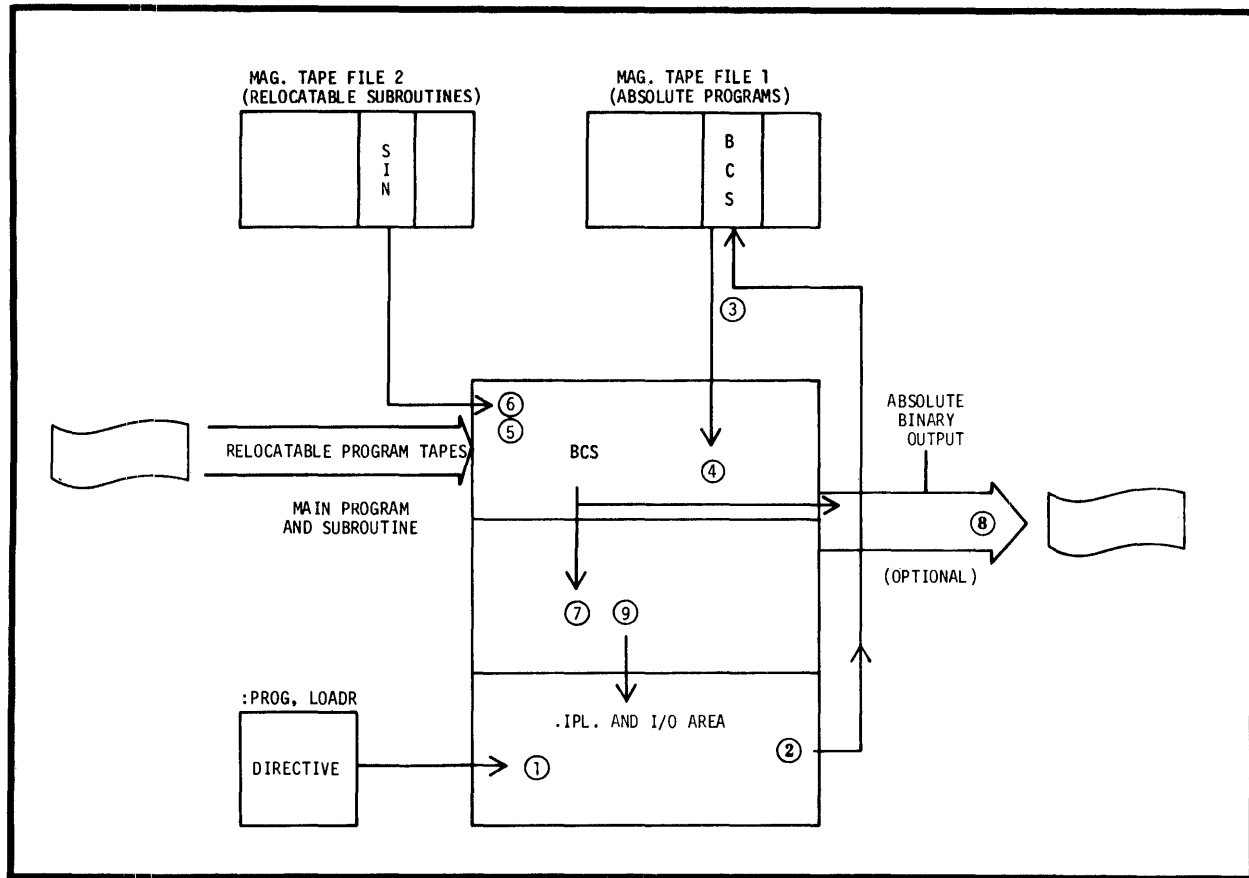 MAG. TAPE FILE 2
(RELOCATABLE SUBROUTINES)
MAG. TAPE FILE 1
(ABSOLUTE PROGRAMS)
S
I
N
B
C
S
3
6
5
RELOCATABLE PROGRAM TAPES
BCS
4
ABSOLUTE
BINARY
OUTPUT
MAIN PROGRAM
AND SUBROUTINE
8
(OPTIONAL)
7 9
:PROG, LOADR
.IPL. AND I/O AREA
DIRECTIVE
1
2